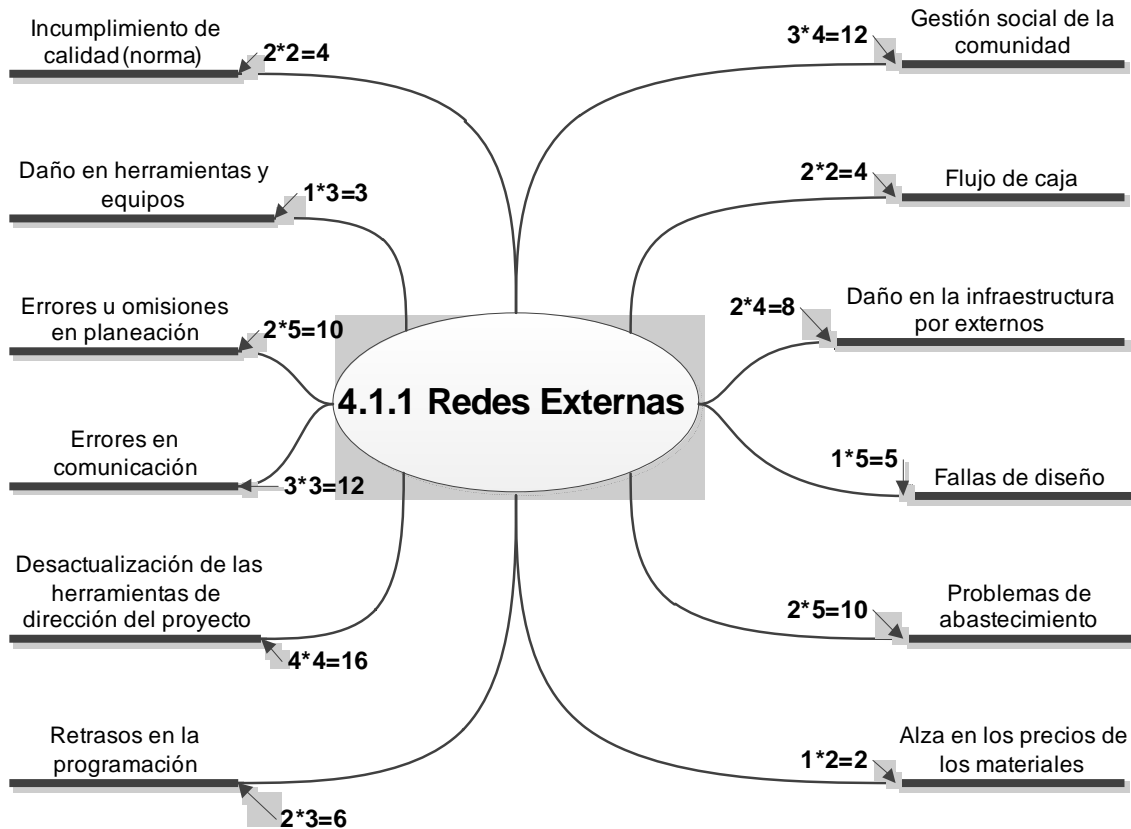 Incumplimiento de
calidad (norma)
2*2=4
Daño en herramientas y
equipos
1*3=3
Errores u omisiones
en planeación
2*5=10
Errores en
comunicación
3*3=12
Desactualización de las
herramientas de
dirección del proyecto
4*4=16
Retrasos en la
programación
2*3=6
4.1.1 Redes Externas
Gestión social de la
comunidad
3*4=12
Flujo de caja
2*2=4
Daño en la infraestructura
por externos
2*4=8
Fallas de diseño
1*5=5
Problemas de
abastecimiento
2*5=10
Alza en los precios de
los materiales
1*2=2